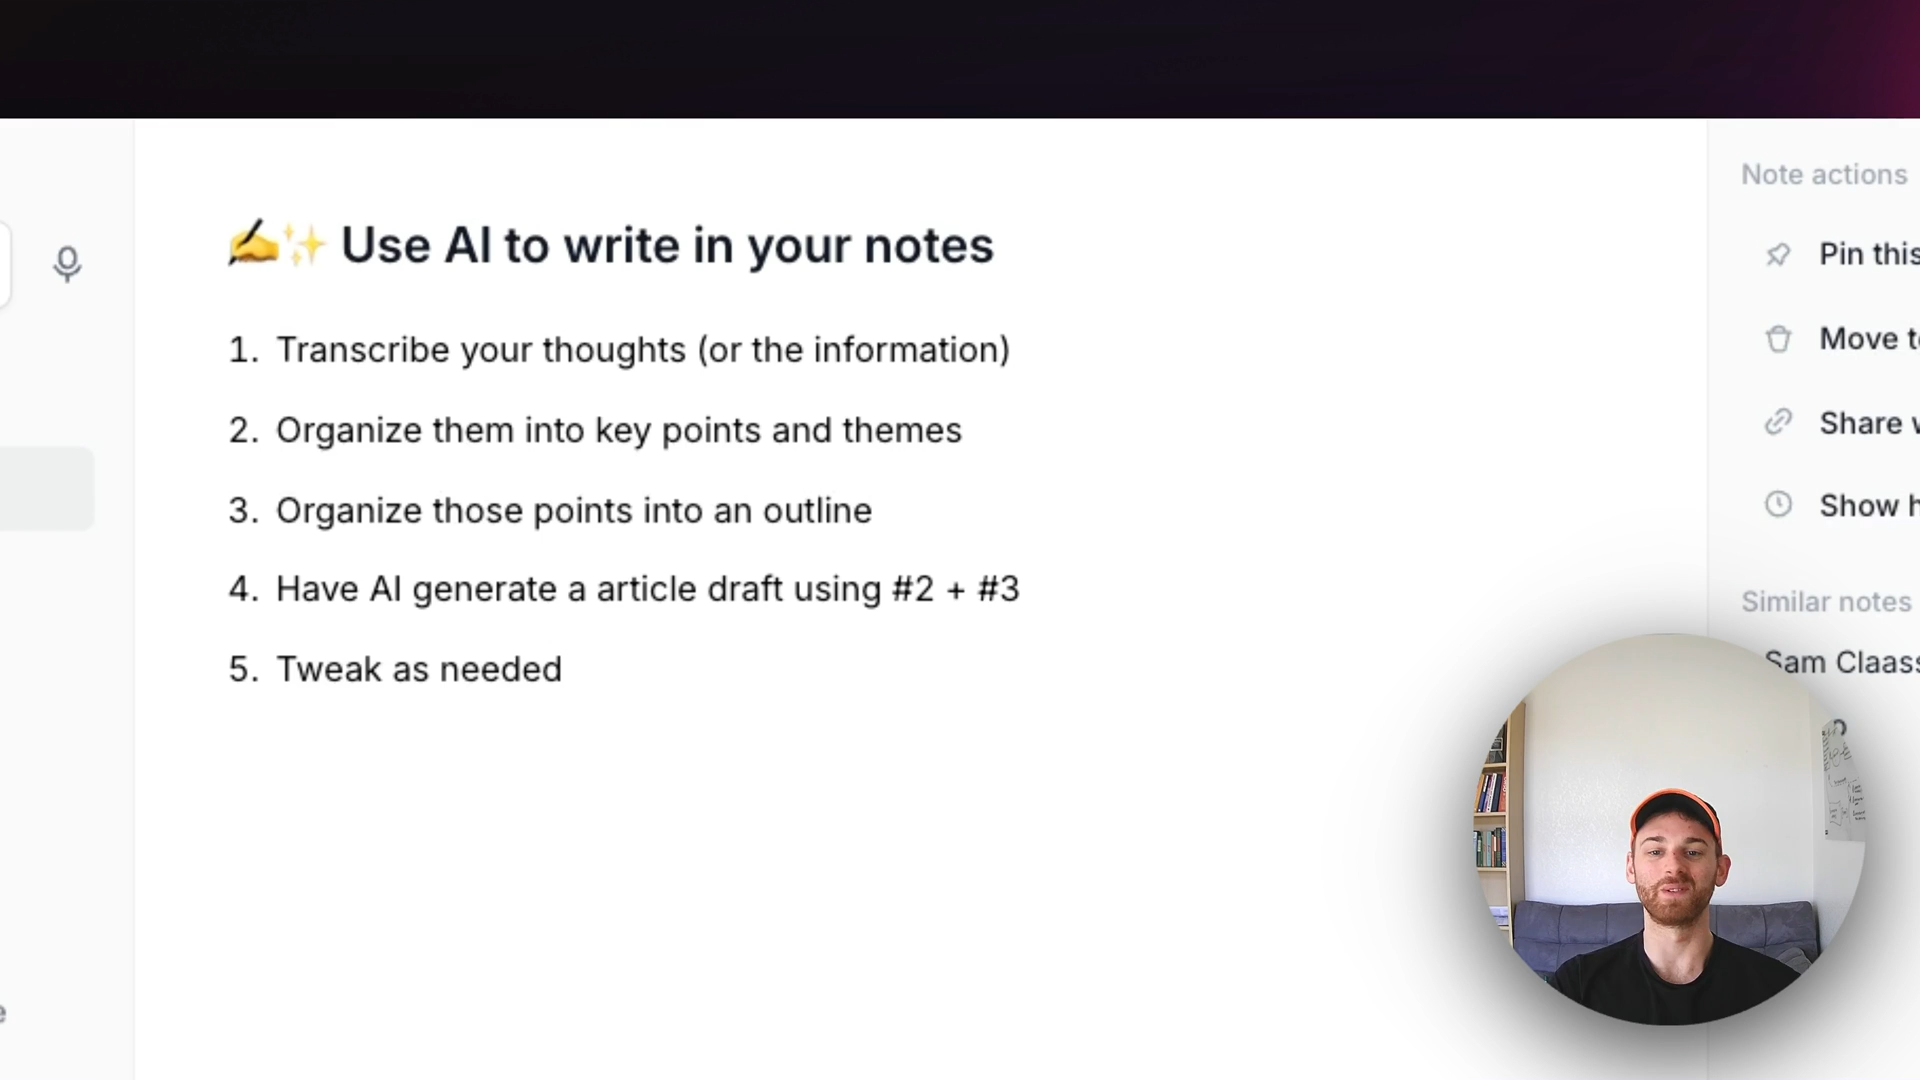 ✍️✨ Use AI to write in your notes
1. Transcribe your thoughts (or the information)
2. Organize them into key points and themes
3. Organize those points into an outline
4. Have AI generate a article draft using #2 + #3
5. Tweak as needed
Note actions
Pin this
Move
Share
Show
Similar notes
Sam